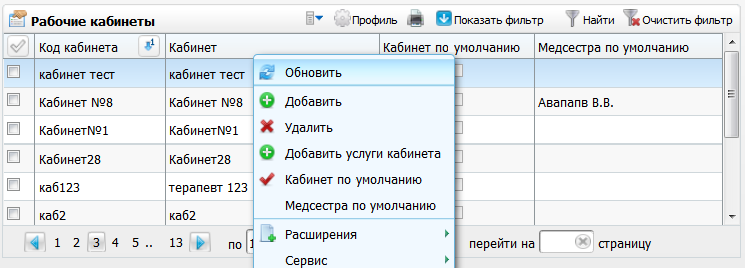 Рабочие кабинеты Профиль Показать фильтр Найти Очистить фильтр
Код кабинета Кабинет Кабинет по умолчанию Медсестра по умолчанию
кабинет тест кабинет тест
Кабинет №8 Кабинет №8 Авапапв В.В.
Кабинет№1 Кабинет№1
Кабинет28 Кабинет28
каб123 терапевт 123
каб2 каб2
1 2 3 4 5 .. 13 по 1 перейти на страницу
Обновить
Добавить
Удалить
Добавить услуги кабинета
Кабинет по умолчанию
Медсестра по умолчанию
Расширения
Сервис